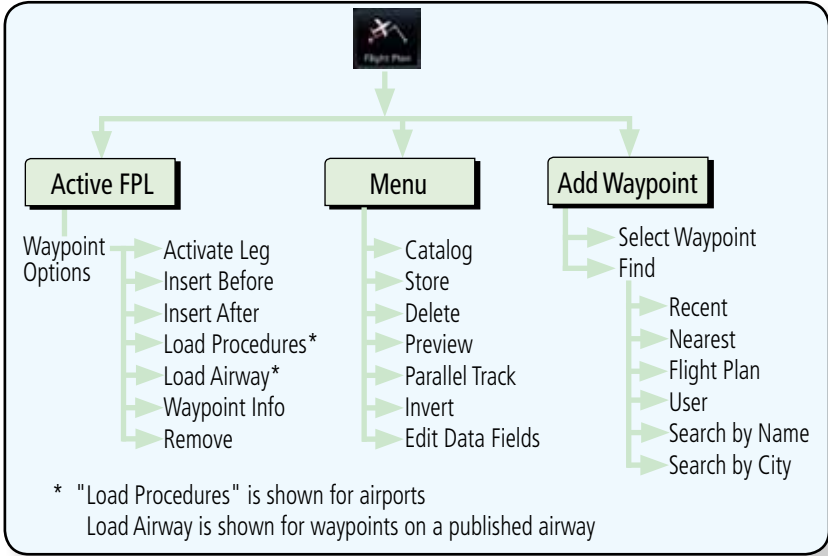 Flight Plan
Active FPL
Waypoint
Options
Activate Leg
Insert Before
Insert After
Load Procedures*
Load Airway*
Waypoint Info
Remove
Menu
Catalog
Store
Delete
Preview
Parallel Track
Invert
Edit Data Fields
Add Waypoint
Select Waypoint
Find
Recent
Nearest
Flight Plan
User
Search by Name
Search by City
* "Load Procedures" is shown for airports
Load Airway is shown for waypoints on a published airway